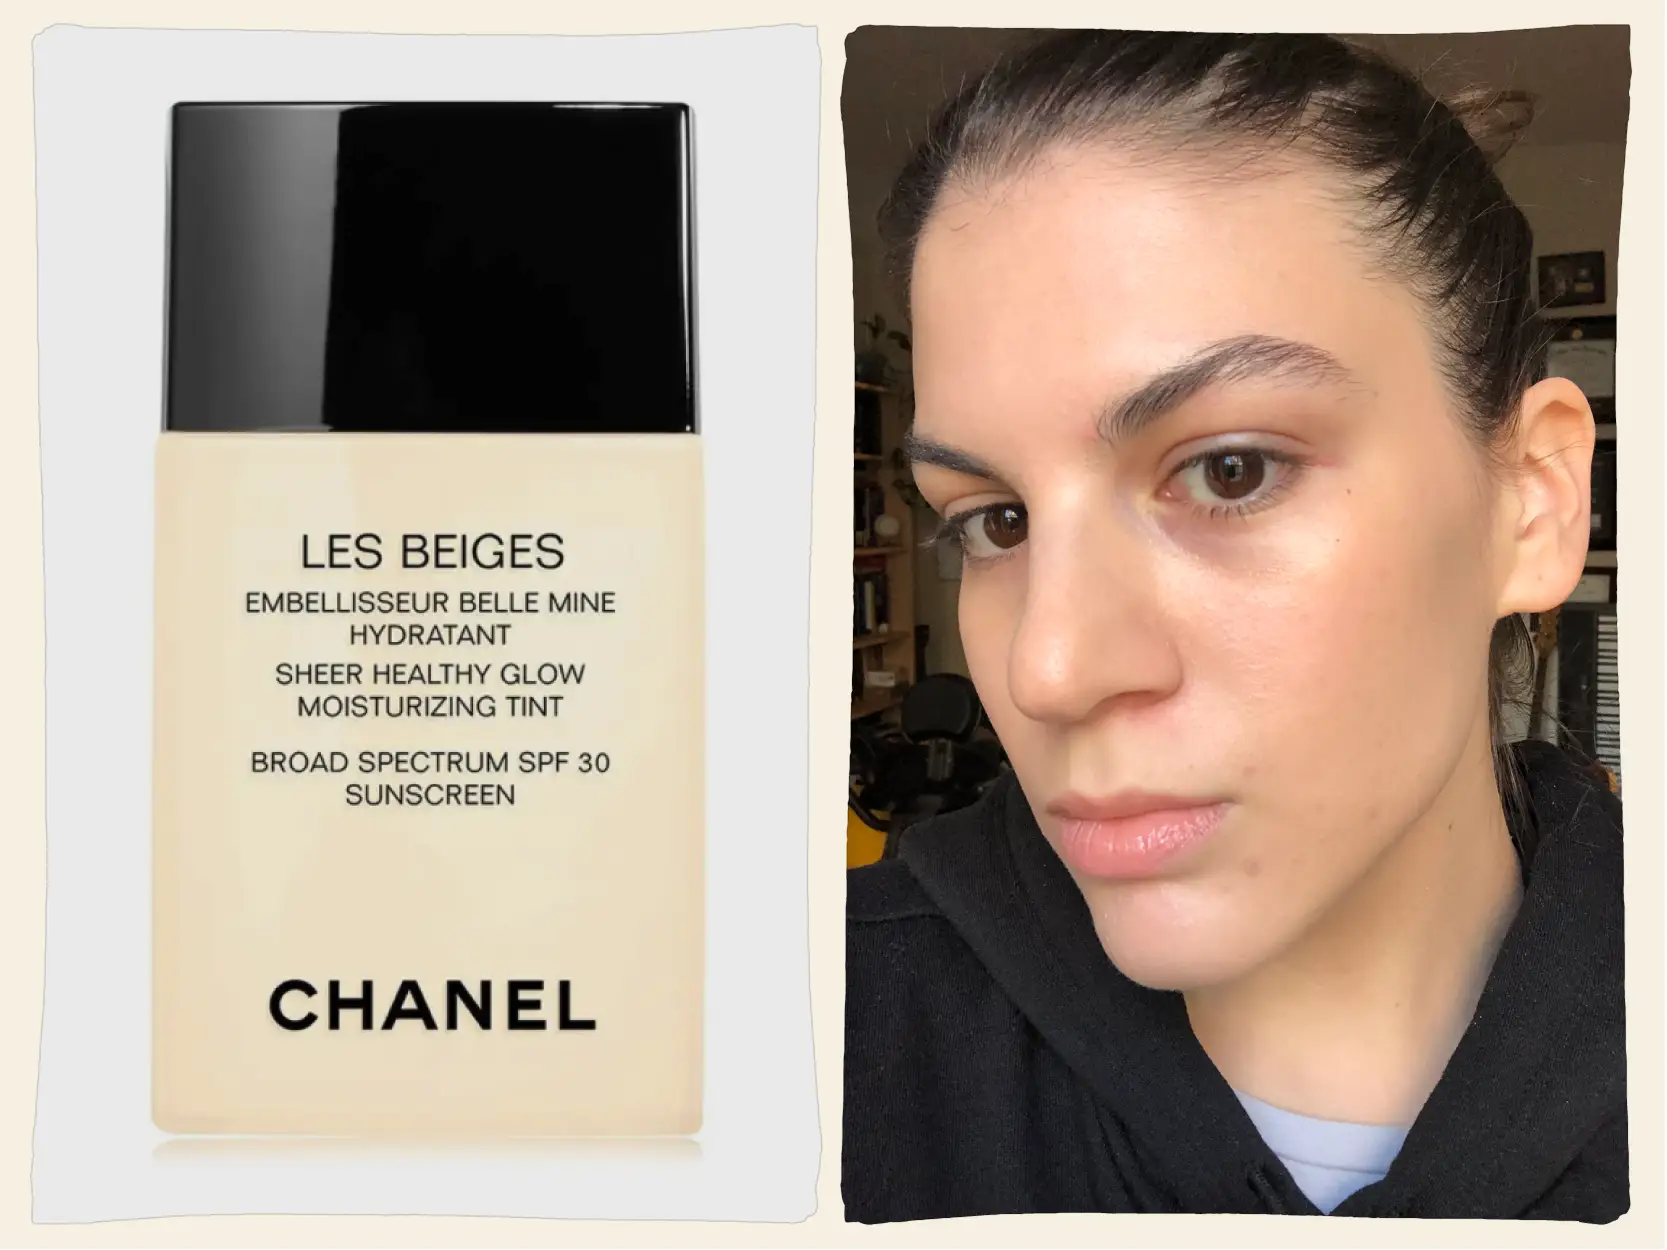 LES BEIGES
EMBELLISSEUR BELLE MINE
HYDRATANT
SHEER HEALTHY GLOW
MOISTURIZING TINT
BROAD SPECTRUM SPF 30
SUNSCREEN
CHANEL